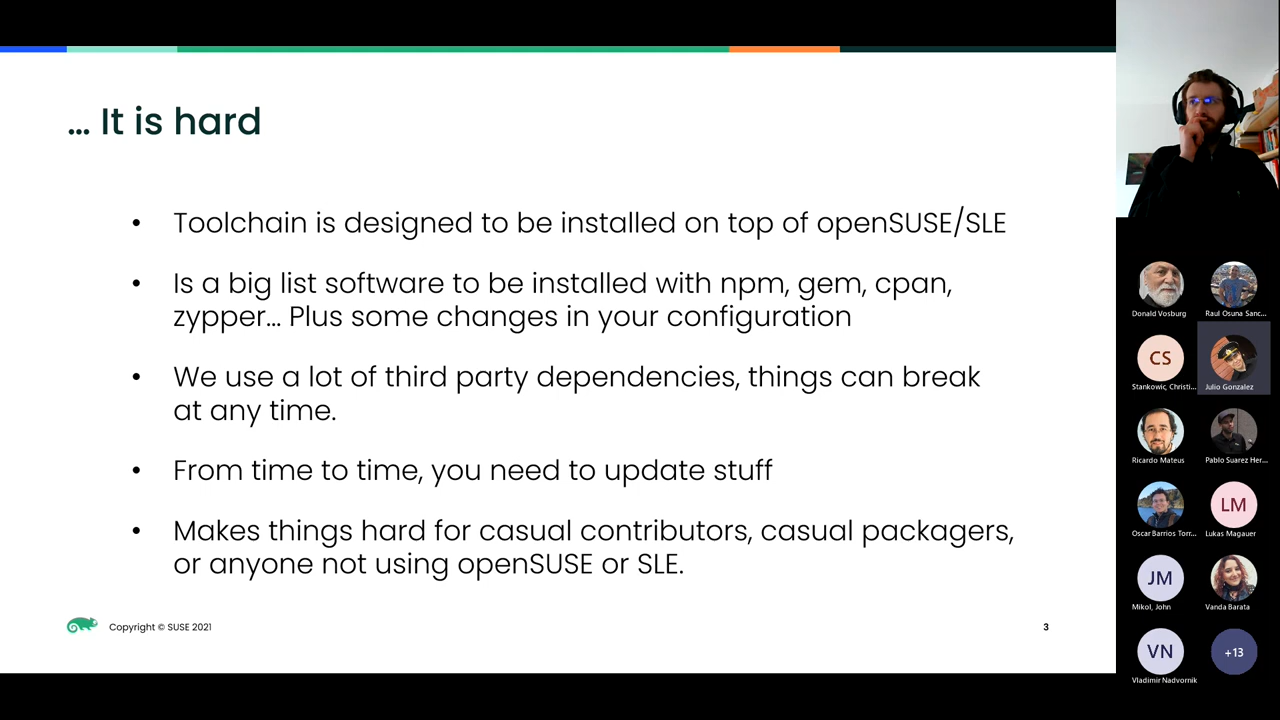 ... It is hard
• Toolchain is designed to be installed on top of openSUSE/SLE
• Is a big list software to be installed with npm, gem, cpan,
zypper... Plus some changes in your configuration
• We use a lot of third party dependencies, things can break
at any time.
• From time to time, you need to update stuff
• Makes things hard for casual contributors, casual packagers,
or anyone not using openSUSE or SLE.
Copyright © SUSE 2021
3
Donald Vosburg
Raul Osuna Sanc...
CS
Stankowic, Christi...
Julio Gonzalez
Ricardo Mateus
Pablo Suarez Her...
Oscar Barrios Torr...
LM
Lukas Magauer
JM
Mikol, John
Vanda Barata
VN
Vladimir Nadvornik
+13